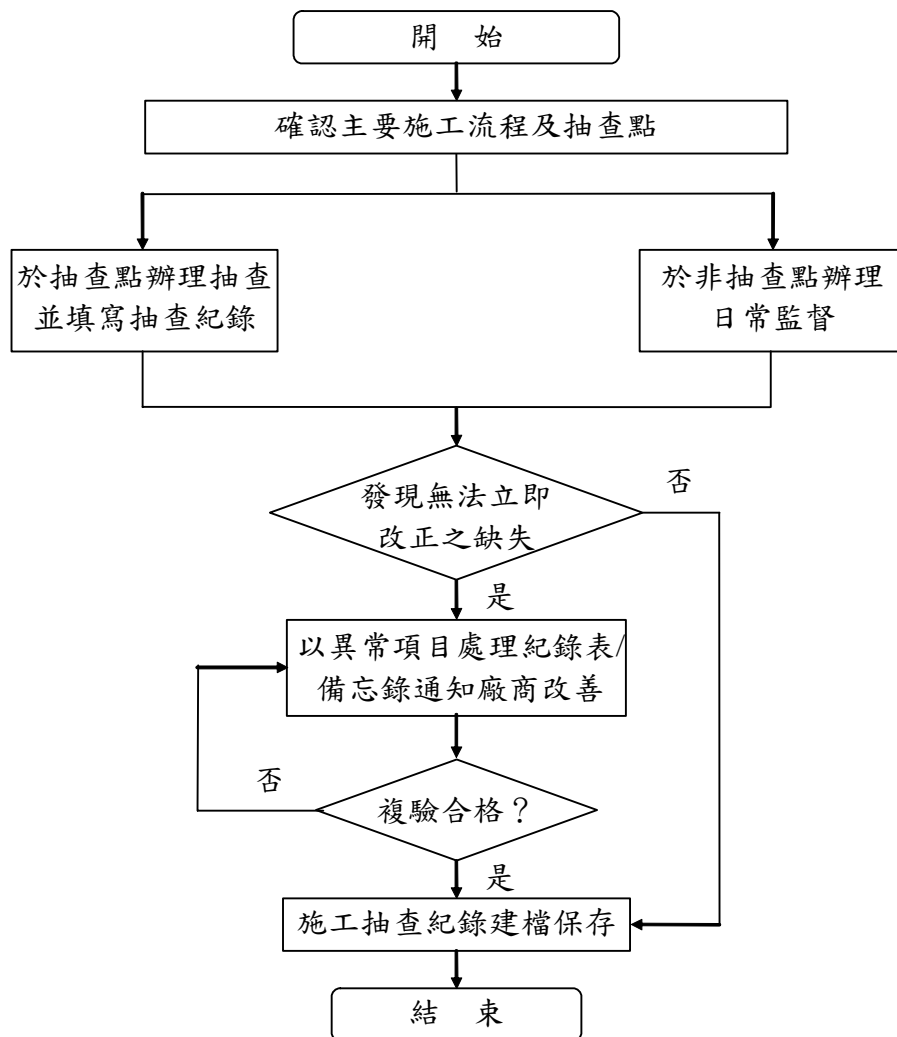 開 始
確認主要施工流程及抽查點
於抽查點辦理抽查
並填寫抽查紀錄
於非抽查點辦理
日常監督
發現無法立即
改正之缺失
否
是
以異常項目處理紀錄表/
備忘錄通知廠商改善
否
複驗合格？
是
施工抽查紀錄建檔保存
結 束